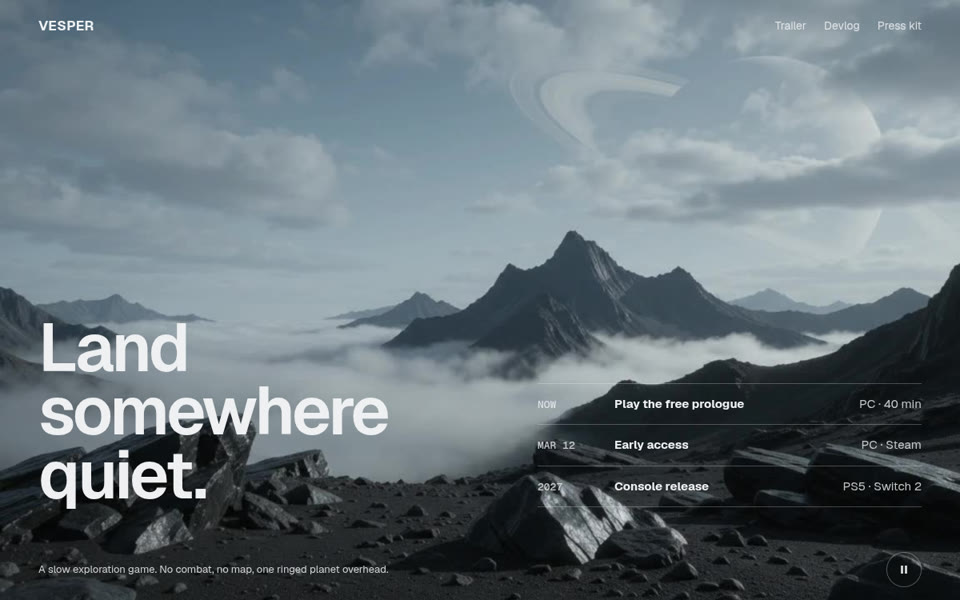 VESPER
Trailer Devlog Press kit
Land
somewhere
quiet.
NOW Play the free prologue PC · 40 min
MAR 12 Early access PC · Steam
2027 Console release PS5 · Switch 2
A slow exploration game. No combat, no map, one ringed planet overhead.